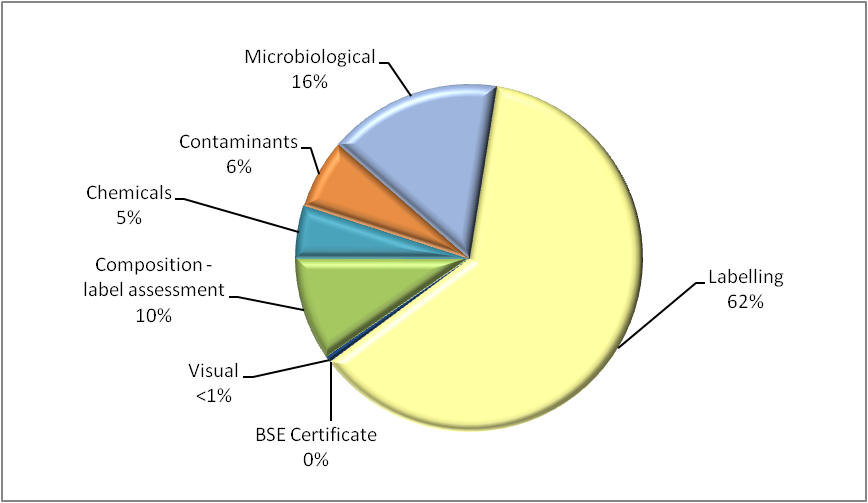 Microbiological
16%
Contaminants
6%
Chemicals
5%
Composition -
label assessment
10%
Visual
<1%
BSE Certificate
0%
Labelling
62%